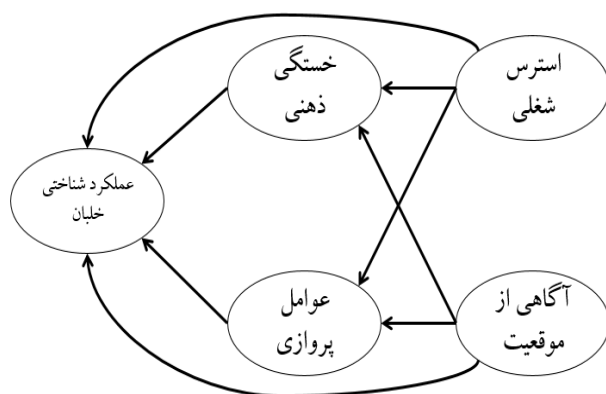 استرس
شغلی
خستگی
ذهنی
عملکرد شناختی
خلبان
آگاهی از
موقعیت
عوامل
پروازی